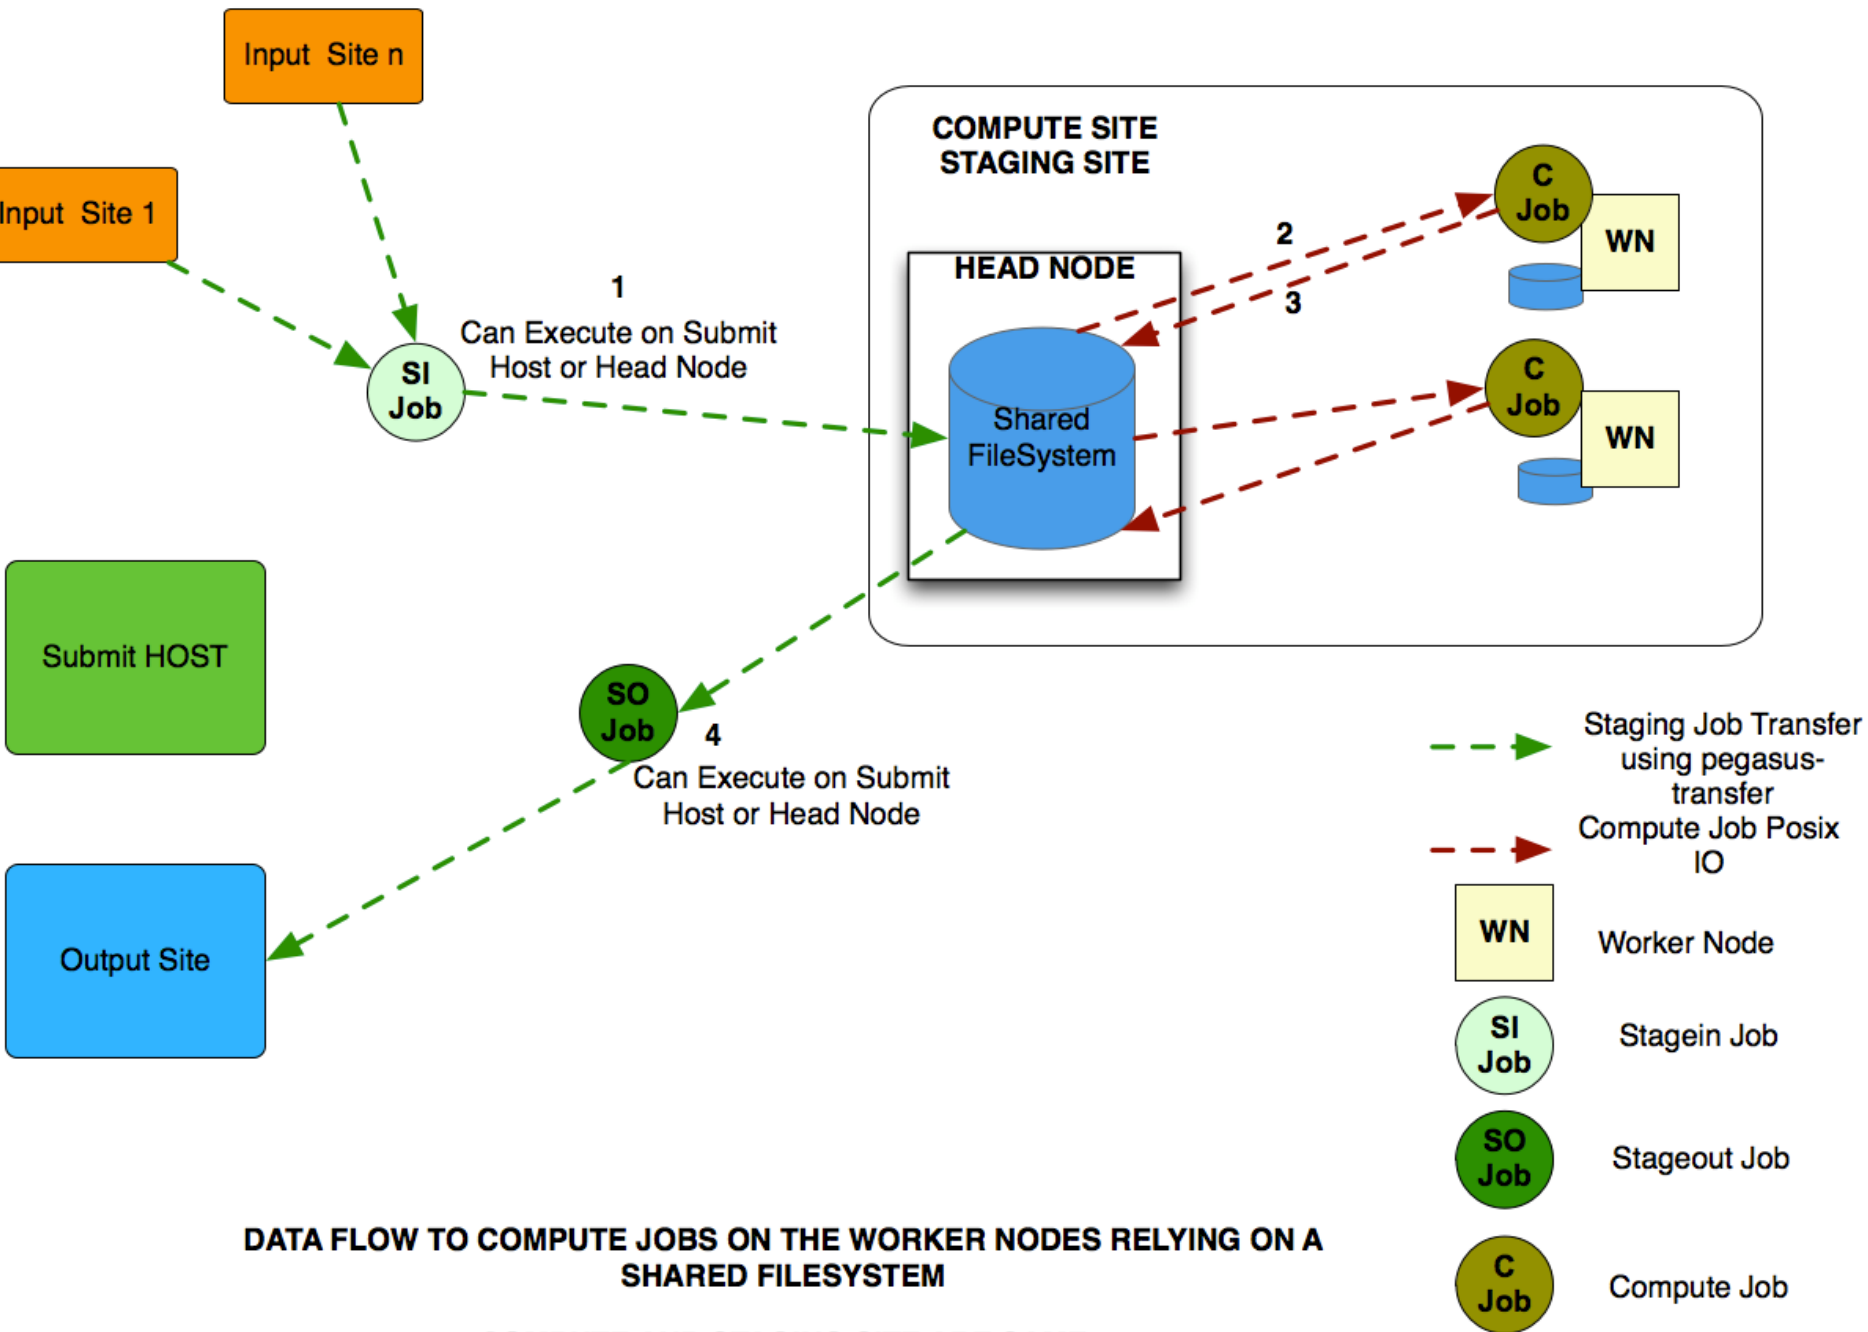 Input Site n
Input Site 1
COMPUTE SITE
STAGING SITE
C
Job
WN
2
HEAD NODE
3
1
Can Execute on Submit
Host or Head Node
SI
Job
C
Job
WN
Shared
FileSystem
Submit HOST
SO
Job
4
Can Execute on Submit
Host or Head Node
Output Site
Staging Job Transfer
using pegasus-
transfer
Compute Job Posix
IO
WN
Worker Node
SI
Job
Stagein Job
SO
Job
Stageout Job
C
Job
Compute Job
DATA FLOW TO COMPUTE JOBS ON THE WORKER NODES RELYING ON A
SHARED FILESYSTEM